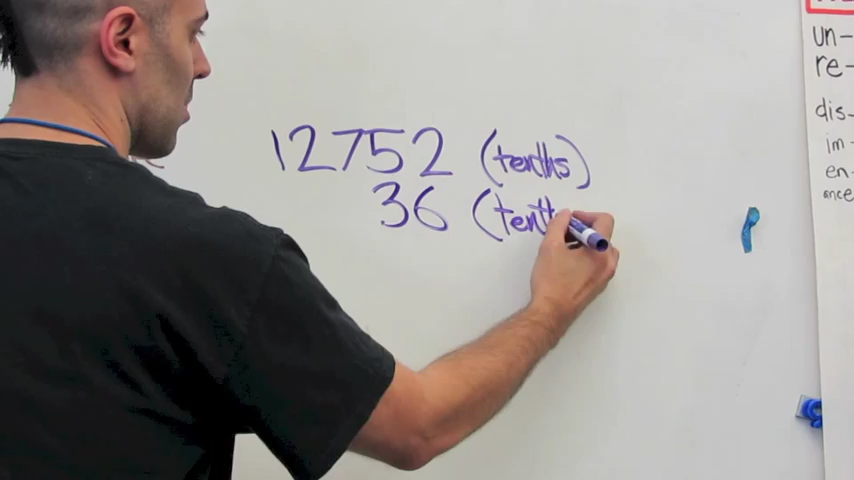 12752 (tenths)
36 (tenth
un-
re-
dis-
im-
en-
ance